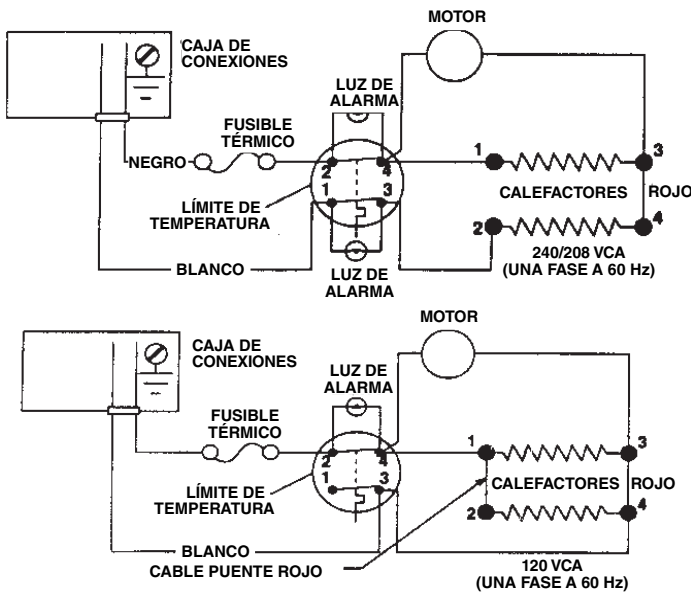 MOTOR
CAJA DE
CONEXIONES
LUZ DE
ALARMA
FUSIBLE
TÉRMICO
NEGRO
2
4
1
3
1
3
CALEFACTORES
ROJO
LÍMITE DE
TEMPERATURA
2
4
240/208 VCA
(UNA FASE A 60 Hz)
BLANCO
LUZ DE
ALARMA
MOTOR
CAJA DE
CONEXIONES
LUZ DE
ALARMA
FUSIBLE
TÉRMICO
2
4
1
3
1
3
CALEFACTORES
ROJO
LÍMITE DE
TEMPERATURA
2
4
BLANCO
CABLE PUENTE ROJO
120 VCA
(UNA FASE A 60 Hz)